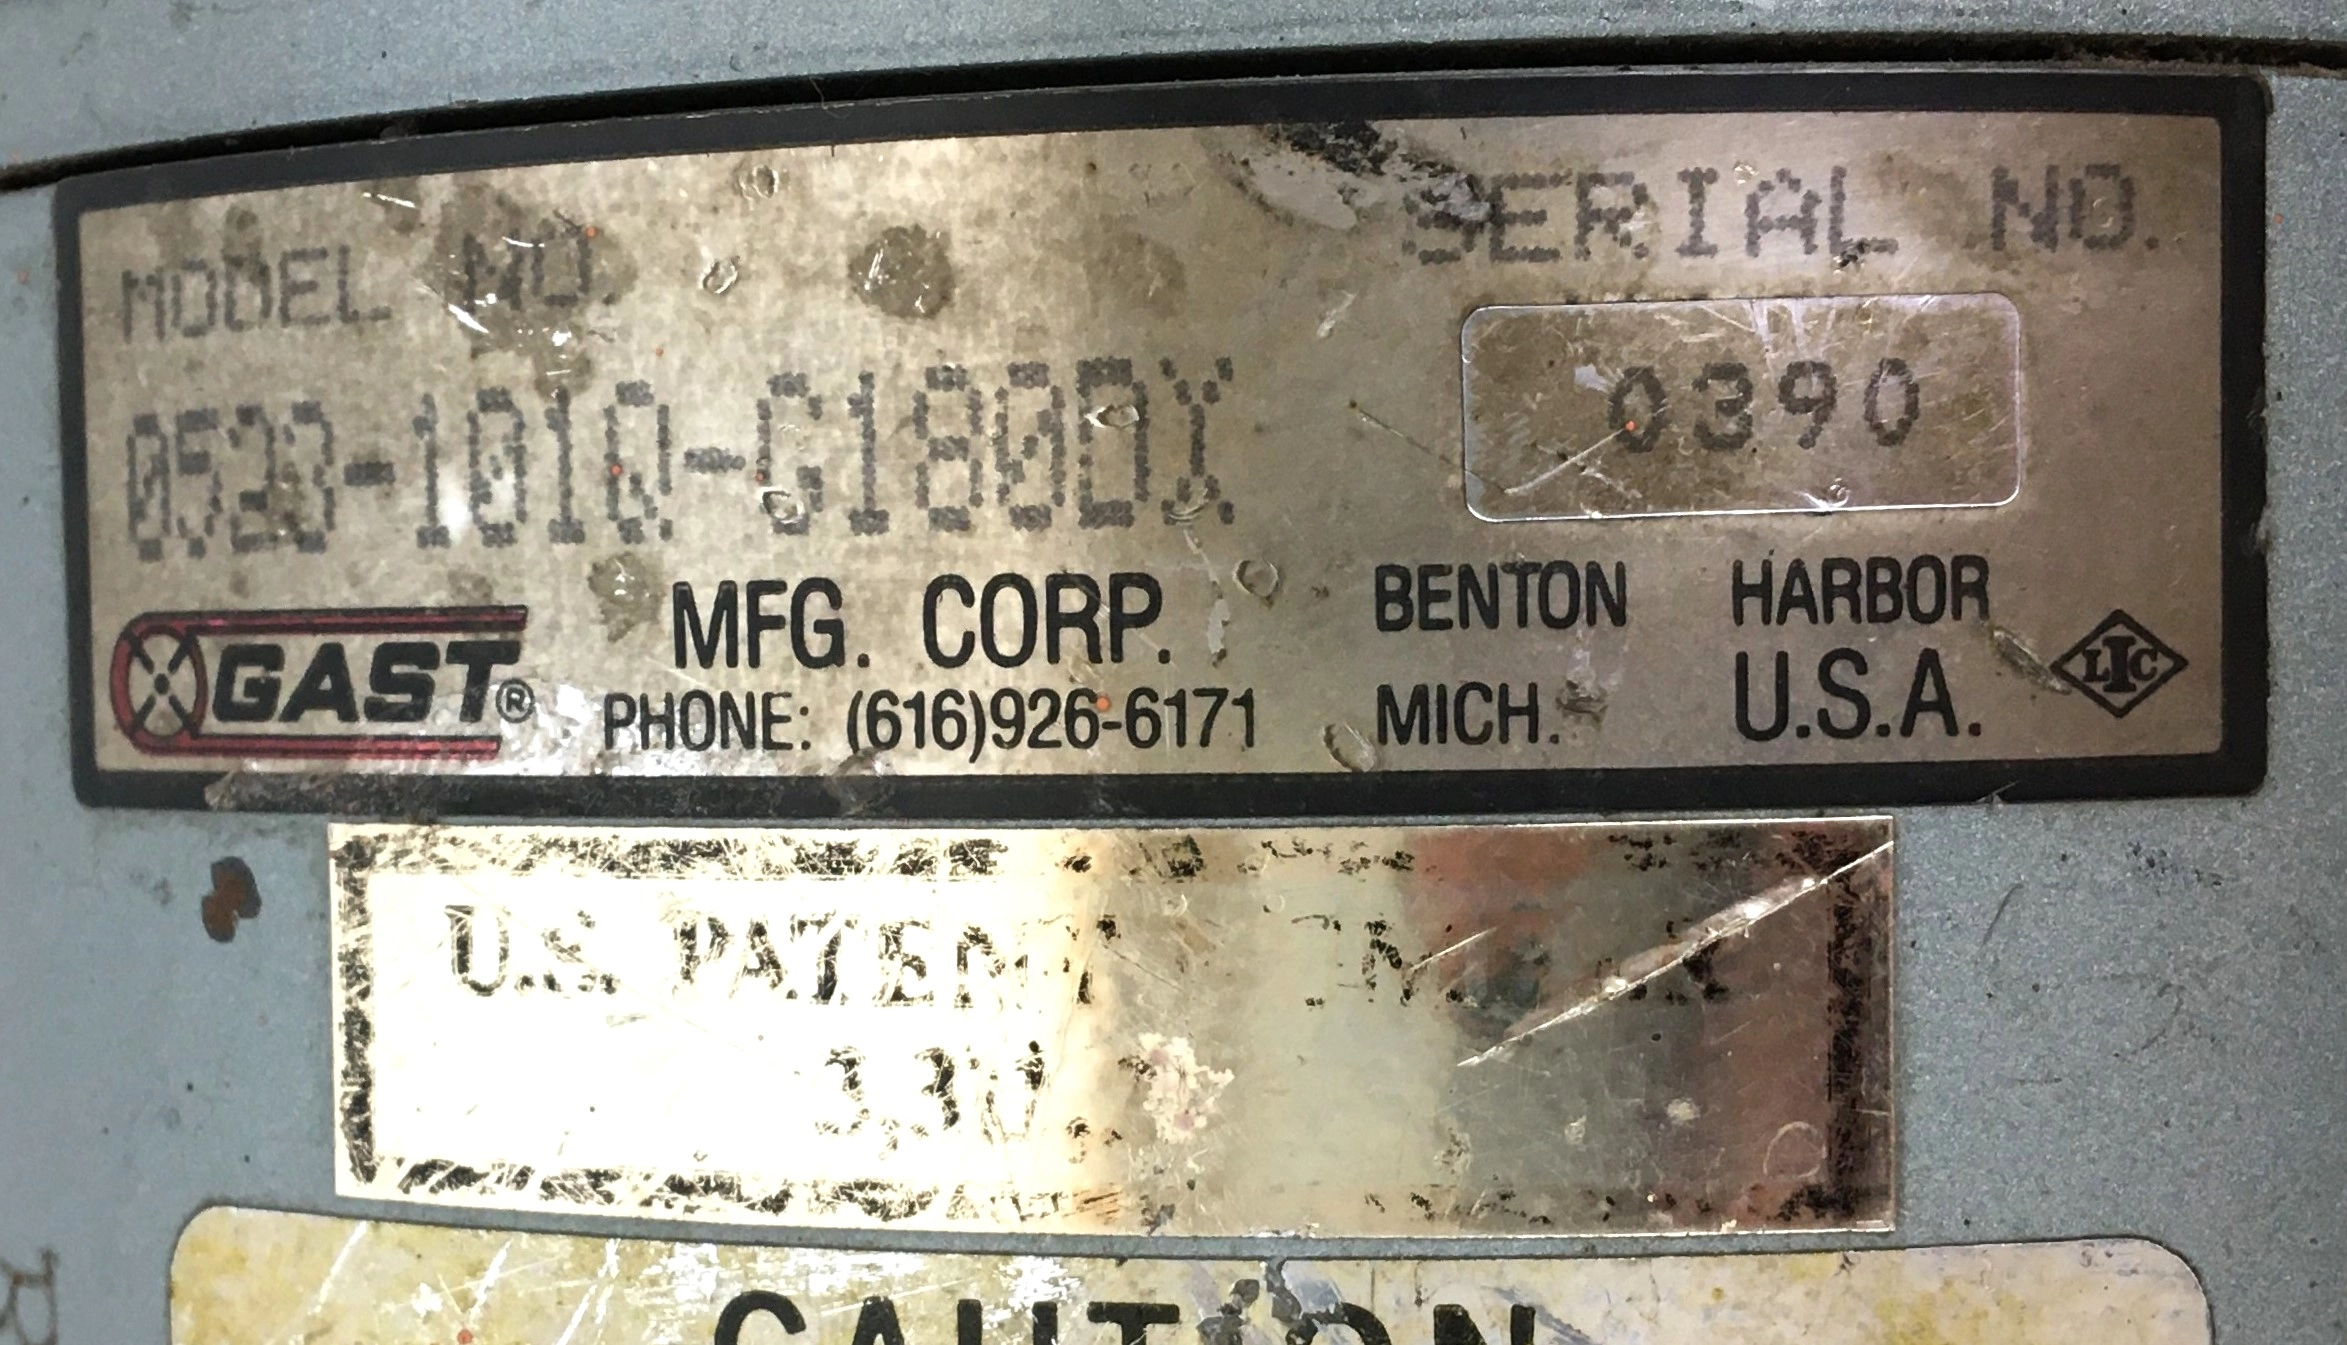 MODEL NO.
SERIAL NO.
0523-101Q-G180DX
0390
GAST® MFG. CORP.
BENTON HARBOR
PHONE: (616)926-6171
MICH. U.S.A.
LIC
U.S. PATENT
CAUTION